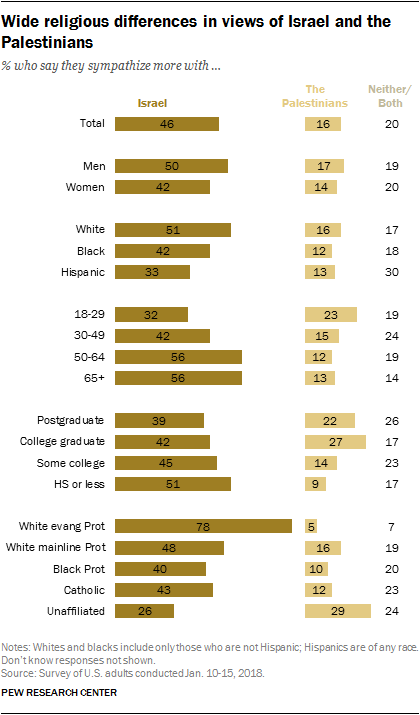 Wide religious differences in views of Israel and the
Palestinians
% who say they sympathize more with ...
Israel The Palestinians Neither/Both
Total 46 16 20
Men 50 17 19
Women 42 14 20
White 51 16 17
Black 42 12 18
Hispanic 33 13 30
18-29 32 23 19
30-49 42 15 24
50-64 56 12 19
65+ 56 13 14
Postgraduate 39 22 26
College graduate 42 27 17
Some college 45 14 23
HS or less 51 9 17
White evang Prot 78 5 7
White mainline Prot 48 16 19
Black Prot 40 10 20
Catholic 43 12 23
Unaffiliated 26 29 24
Notes: Whites and blacks include only those who are not Hispanic; Hispanics are of any race.
Don't know responses not shown.
Source: Survey of U.S. adults conducted Jan. 10-15, 2018.
PEW RESEARCH CENTER